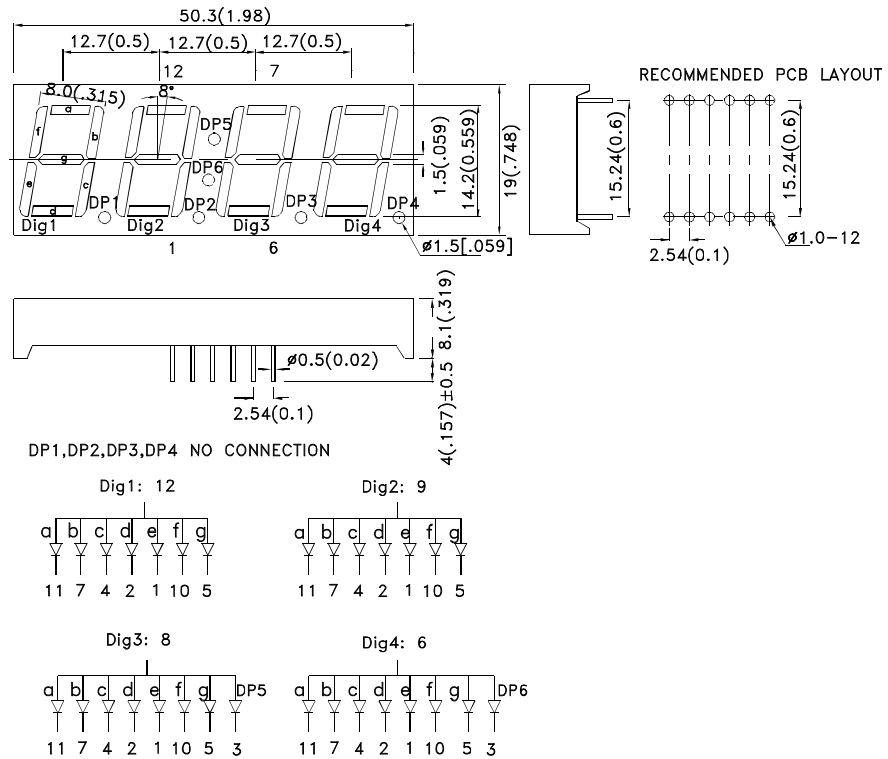 50.3(1.98)
12.7(0.5) 12.7(0.5) 12.7(0.5)
12 7
8.0(.315) 8°
a
f b
g
e c
d
DP5
DP6
DP1 DP2 DP3 DP4
Dig1 Dig2 Dig3 Dig4
1 6
1.5(.059)
14.2(0.559)
19(.748)
ø1.5[.059]
RECOMMENDED PCB LAYOUT
15.24(0.6)
15.24(0.6)
ø1.0-12
2.54(0.1)
8.1(.319)
ø0.5(0.02)
2.54(0.1)
4(.157)±0.5
DP1,DP2,DP3,DP4 NO CONNECTION
Dig1: 12
a b c d e f g
11 7 4 2 1 10 5
Dig2: 9
a b c d e f g
11 7 4 2 1 10 5
Dig3: 8
a b c d e f g DP5
11 7 4 2 1 10 5 3
Dig4: 6
a b c d e f g DP6
11 7 4 2 1 10 5 3